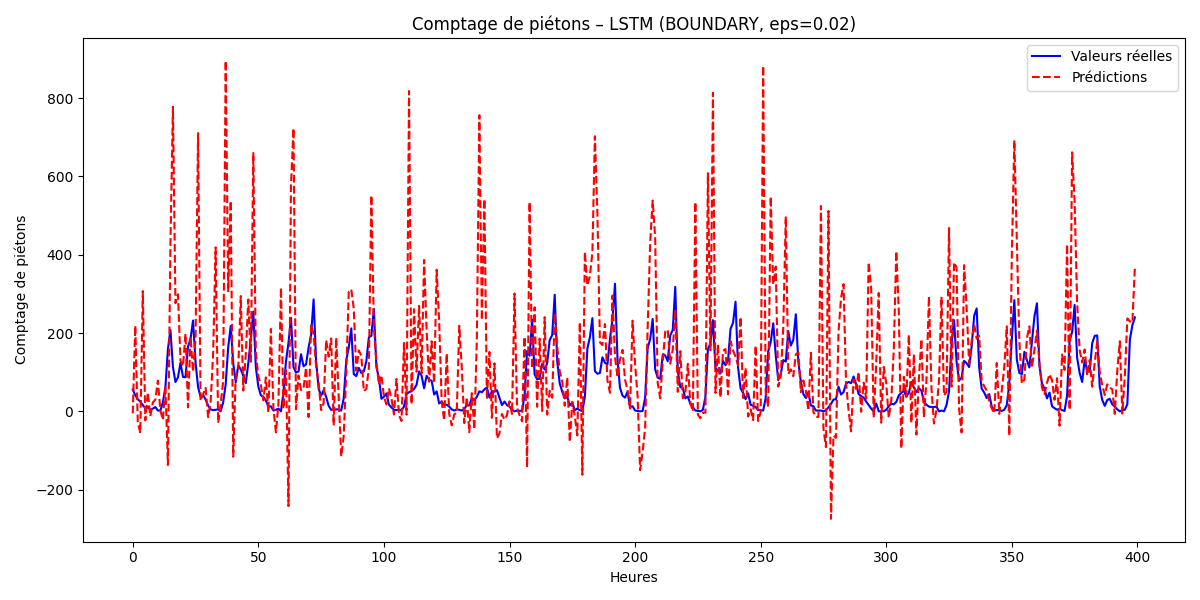 Comptage de piétons – LSTM (BOUNDARY, eps=0.02)
Valeurs réelles
Prédictions
Comptage de piétons
800
600
400
200
0
−200
0 50 100 150 200 250 300 350 400
Heures